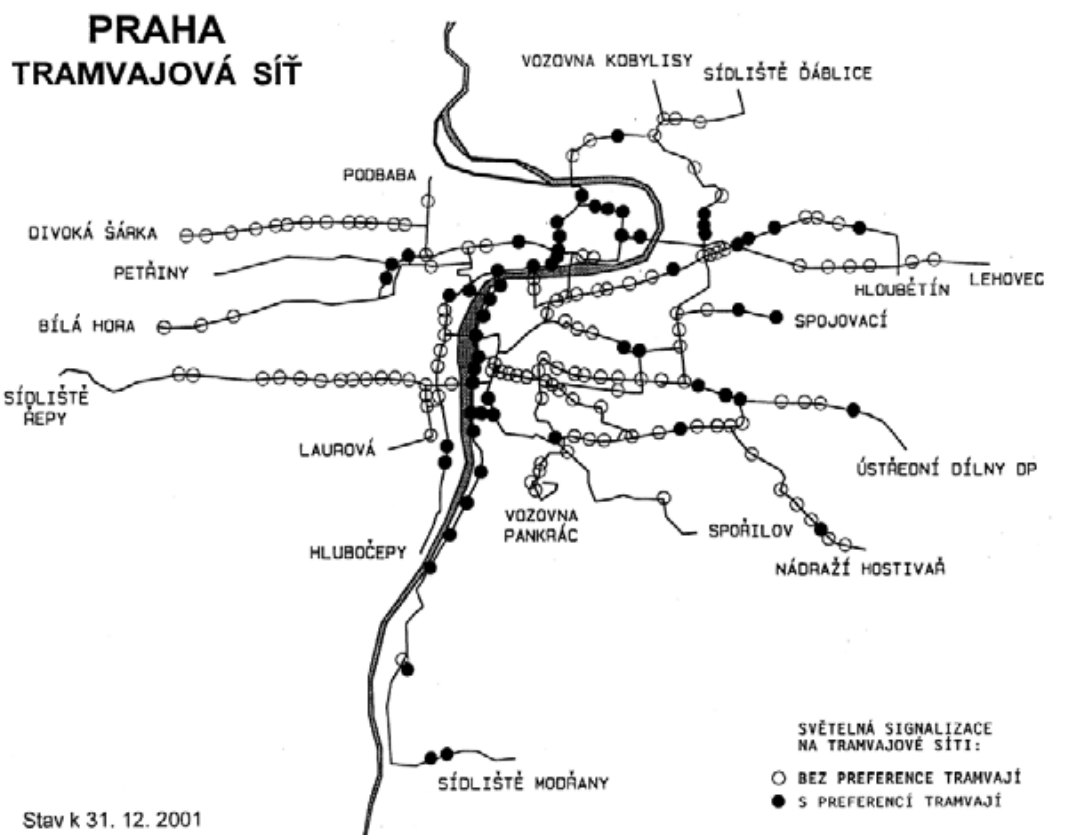 PRAHA
TRAMVAJOVÁ SÍŤ
VOZOVNA KOBYLISY
SÍDLIŠTĚ ĎÁBLICE
PODBABA
DIVOKÁ ŠÁRKA
PETŘINY
HLOUBĚTÍN
LEHOVEC
BÍLÁ HORA
SPOJOVACÍ
SÍDLIŠTĚ
ŘEPY
LAUROVÁ
ÚSTŘEDNÍ DÍLNY DP
VOZOVNA
PANKRÁC
SPOŘILOV
HLUBOČEPY
NÁDRAŽÍ HOSTIVAŘ
SÍDLIŠTĚ MODŘANY
SVĚTELNÁ SIGNALIZACE
NA TRAMVAJOVÉ SÍTI:
BEZ PREFERENCE TRAMVAJÍ
S PREFERENCÍ TRAMVAJÍ
Stav k 31. 12. 2001